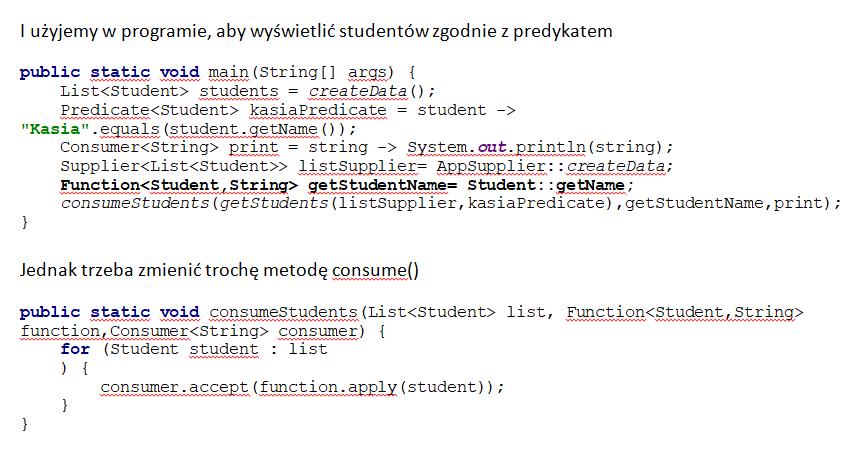 I użyjemy w programie, aby wyświetlić studentów zgodnie z predykatem
public static void main(String[] args) {
    List<Student> students = createData();
    Predicate<Student> kasiaPredicate = student ->
"Kasia".equals(student.getName());
    Consumer<String> print = string -> System.out.println(string);
    Supplier<List<Student>> listSupplier= AppSupplier::createData;
    Function<Student,String> getStudentName= Student::getName;
    consumeStudents(getStudents(listSupplier,kasiaPredicate),getStudentName,print);
}
Jednak trzeba zmienić trochę metodę consume()
public static void consumeStudents(List<Student> list, Function<Student,String>
function,Consumer<String> consumer) {
    for (Student student : list
    ) {
        consumer.accept(function.apply(student));
    }
}